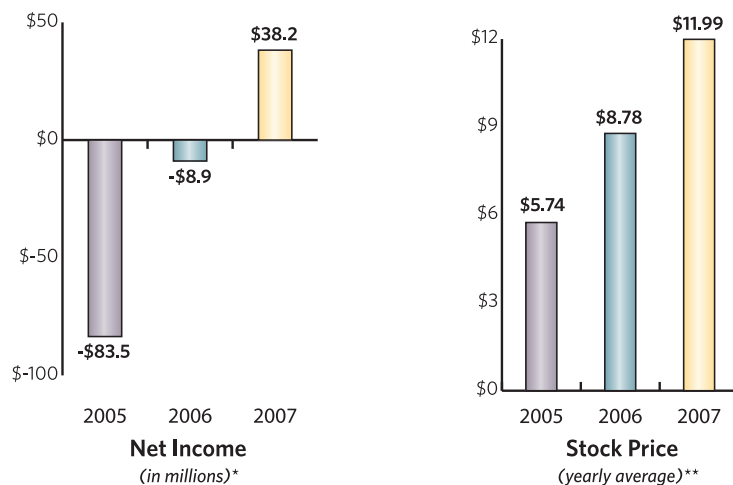 $50
$0
$-50
$-100
$38.2
-$8.9
-$83.5
2005 2006 2007
Net Income
(in millions)*
$12
$9
$6
$3
$0
$11.99
$8.78
$5.74
2005 2006 2007
Stock Price
(yearly average)**